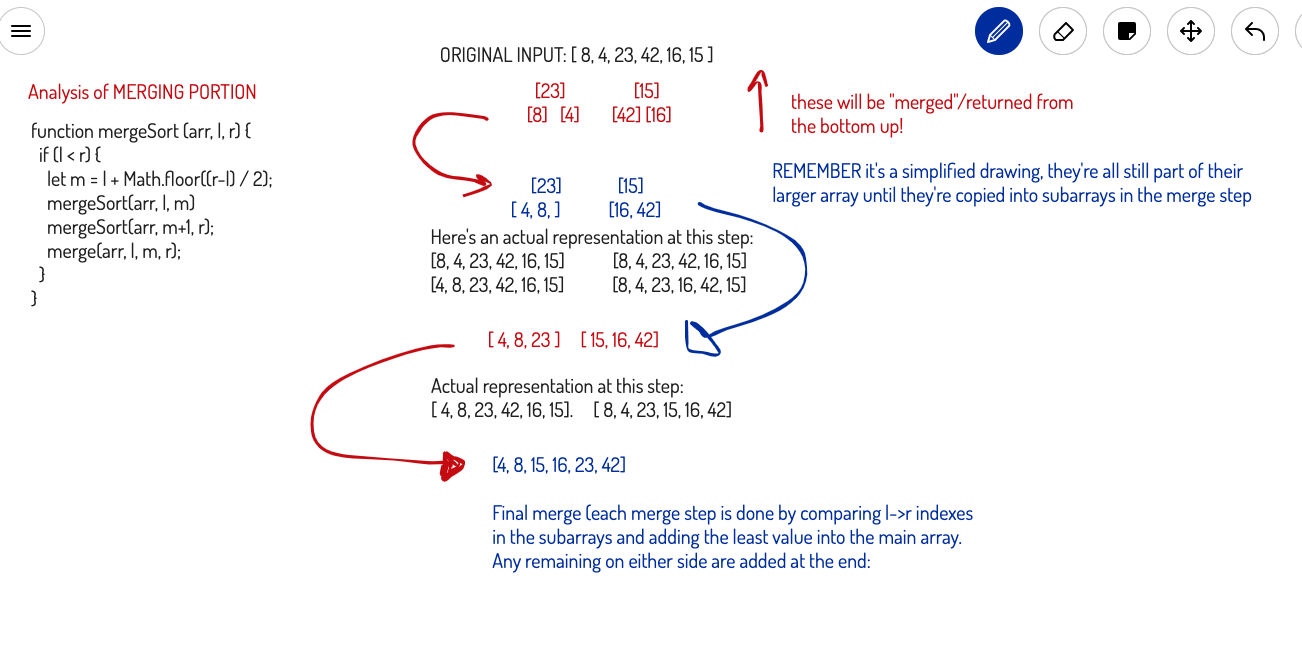 ORIGINAL INPUT: [ 8, 4, 23, 42, 16, 15 ]
Analysis of MERGING PORTION
function mergeSort (arr, l, r) {
if (l < r) {
let m = l + Math.floor((r-l) / 2);
mergeSort(arr, l, m)
mergeSort(arr, m+1, r);
merge(arr, l, m, r);
}
}
[23] [15]
[8] [4] [42] [16]
these will be "merged"/returned from
the bottom up!
REMEMBER it's a simplified drawing, they're all still part of their
larger array until they're copied into subarrays in the merge step
[23] [15]
[ 4, 8, ] [16, 42]
Here's an actual representation at this step:
[8, 4, 23, 42, 16, 15] [8, 4, 23, 42, 16, 15]
[4, 8, 23, 42, 16, 15] [8, 4, 23, 16, 42, 15]
[ 4, 8, 23 ] [ 15, 16, 42]
Actual representation at this step:
[ 4, 8, 23, 42, 16, 15]. [ 8, 4, 23, 15, 16, 42]
[4, 8, 15, 16, 23, 42]
Final merge (each merge step is done by comparing l->r indexes
in the subarrays and adding the least value into the main array.
Any remaining on either side are added at the end: